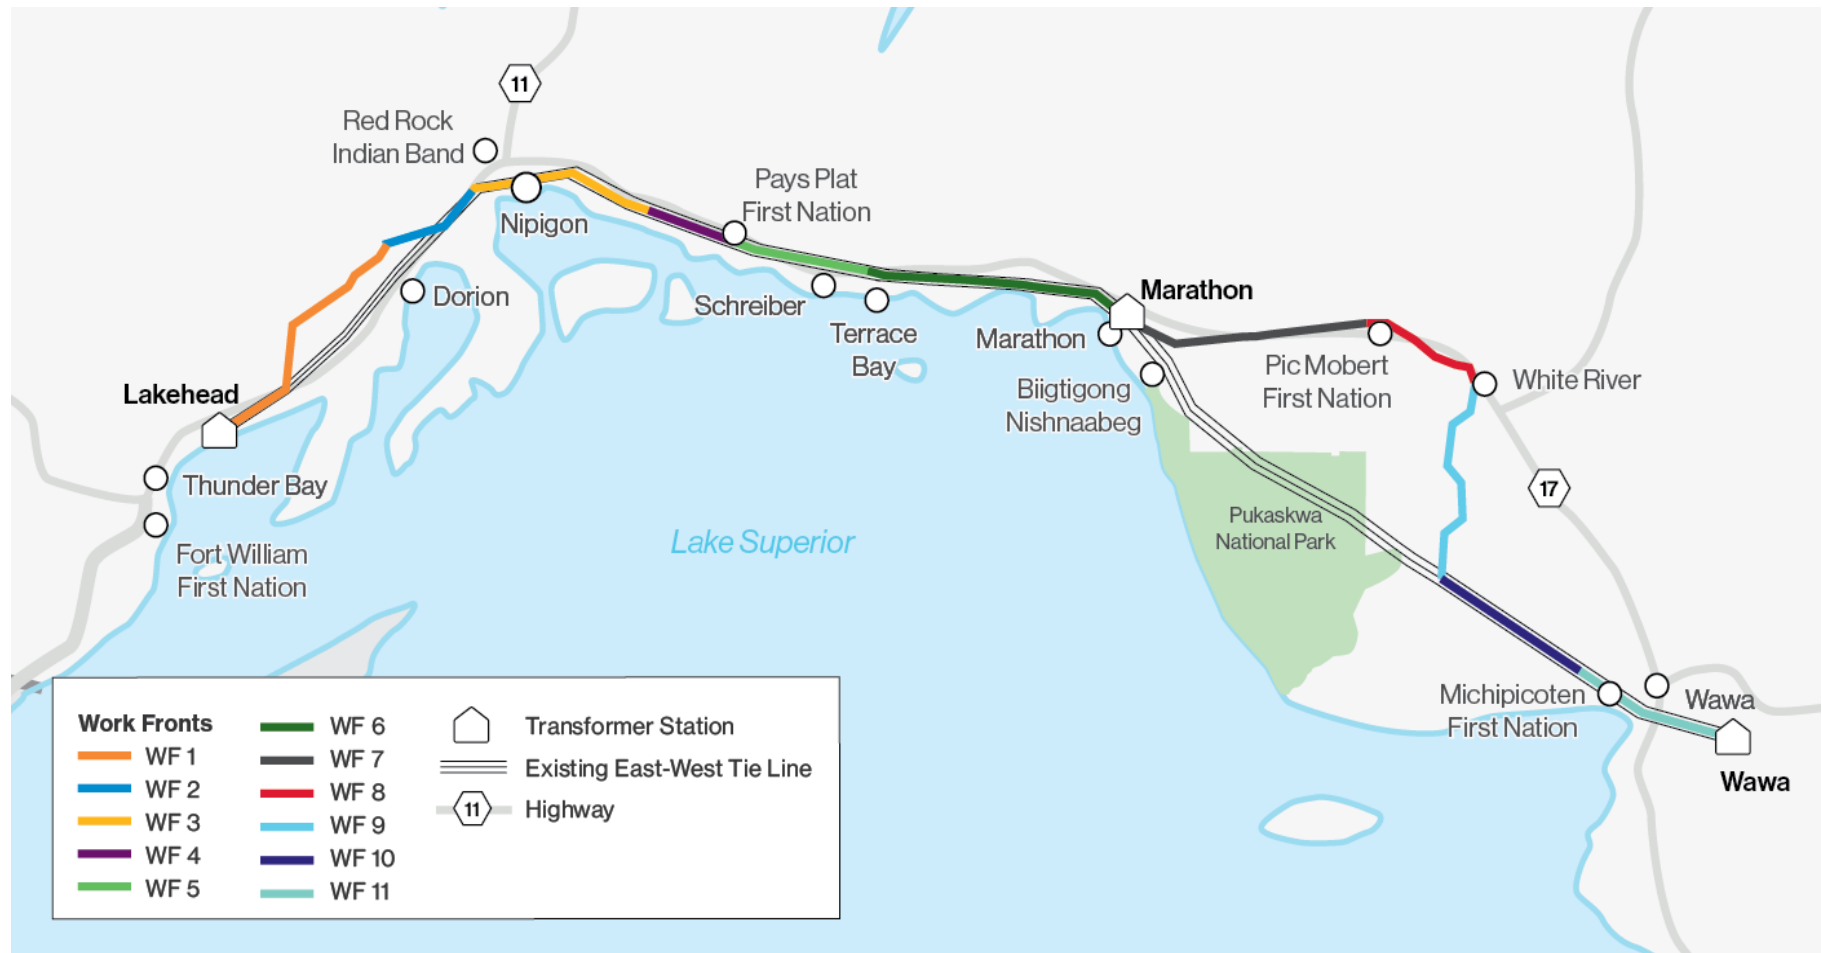 11
Red Rock
Indian Band
Pays Plat
First Nation
Nipigon
Dorion
Schreiber
Terrace
Bay
Marathon
Marathon
Biigtigong
Nishnaabeg
Pic Mobert
First Nation
White River
Lakehead
Thunder Bay
Fort William
First Nation
Lake Superior
Pukaskwa
National Park
17
Michipicoten
First Nation
Wawa
Wawa
Work Fronts
WF 1
WF 2
WF 3
WF 4
WF 5
WF 6
WF 7
WF 8
WF 9
WF 10
WF 11
Transformer Station
Existing East-West Tie Line
11
Highway